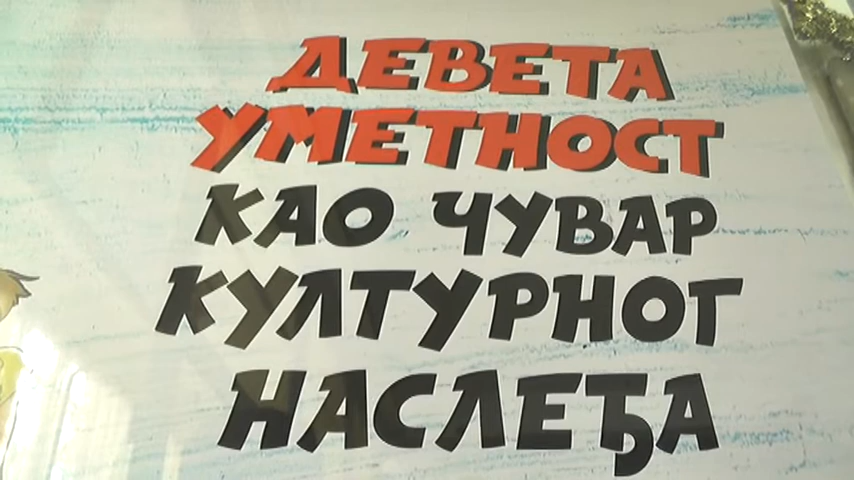 ДЕВЕТА
УМЕТНОСТ
КАО ЧУВАР
КУЛТУРНОГ
НАСЛЕЂА